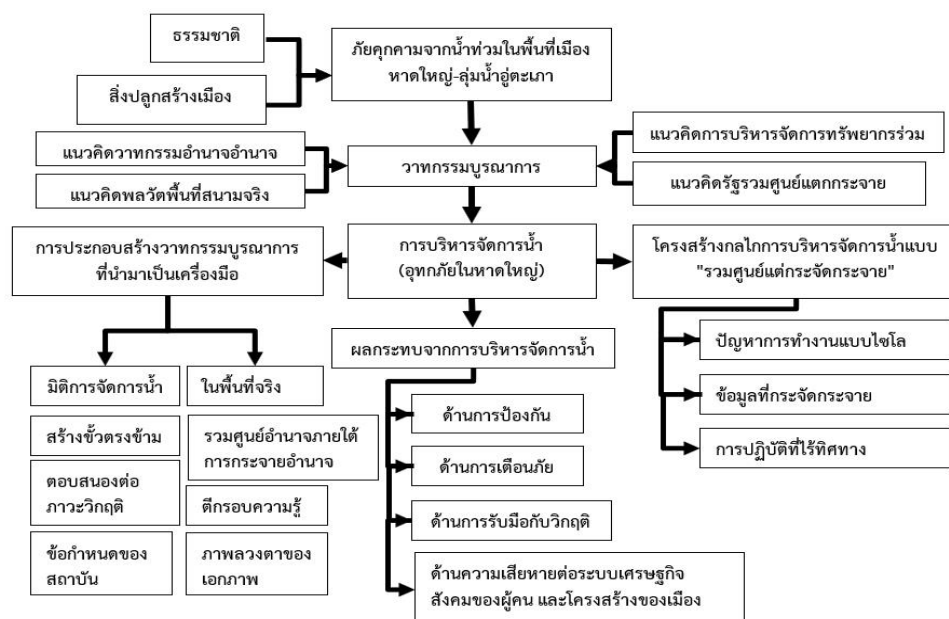 ธรรมชาติ
สิ่งปลูกสร้างเมือง
ภัยคุกคามจากน้ำท่วมในพื้นที่เมือง
หาดใหญ่-ลุ่มน้ำอู่ตะเภา
แนวคิดวาทกรรมอำนาจอำนาจ
แนวคิดพลวัตพื้นที่สนามจริง
วาทกรรมบูรณาการ
แนวคิดการบริหารจัดการทรัพยากรร่วม
แนวคิดรัฐรวมศูนย์แตกกระจาย
การประกอบสร้างวาทกรรมบูรณาการ
ที่นำมาเป็นเครื่องมือ
การบริหารจัดการน้ำ
(อุทกภัยในหาดใหญ่)
โครงสร้างกลไกการบริหารจัดการน้ำแบบ
"รวมศูนย์แต่กระจัดกระจาย"
มิติการจัดการน้ำ
สร้างขั้วตรงข้าม
ตอบสนองต่อ
ภาวะวิกฤติ
ข้อกำหนดของ
สถาบัน
ในพื้นที่จริง
รวมศูนย์อำนาจภายใต้
การกระจายอำนาจ
ตีกรอบความรู้
ภาพลวงตาของ
เอกภาพ
ผลกระทบจากการบริหารจัดการน้ำ
ด้านการป้องกัน
ด้านการเตือนภัย
ด้านการรับมือกับวิกฤติ
ด้านความเสียหายต่อระบบเศรษฐกิจ
สังคมของผู้คน และโครงสร้างของเมือง
ปัญหาการทำงานแบบไซโล
ข้อมูลที่กระจัดกระจาย
การปฏิบัติที่ไร้ทิศทาง